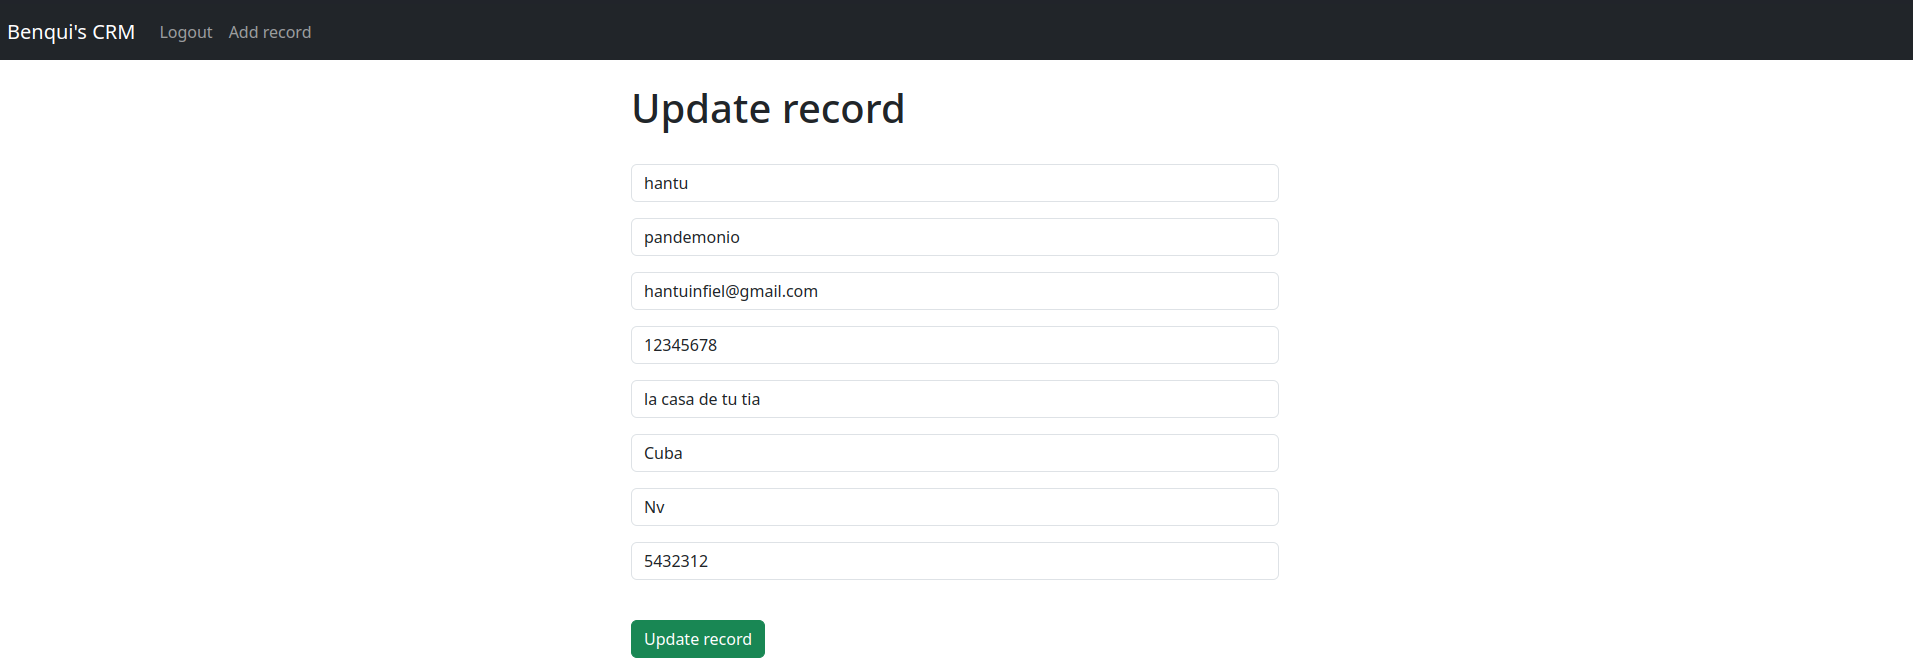 Benqui's CRM Logout Add record
Update record
hantu
pandemonio
hantuinfiel@gmail.com
12345678
la casa de tu tia
Cuba
Nv
5432312
Update record